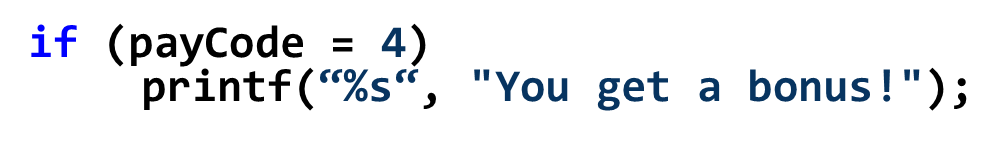 if (payCode = 4)
printf(“%s“, "You get a bonus!");